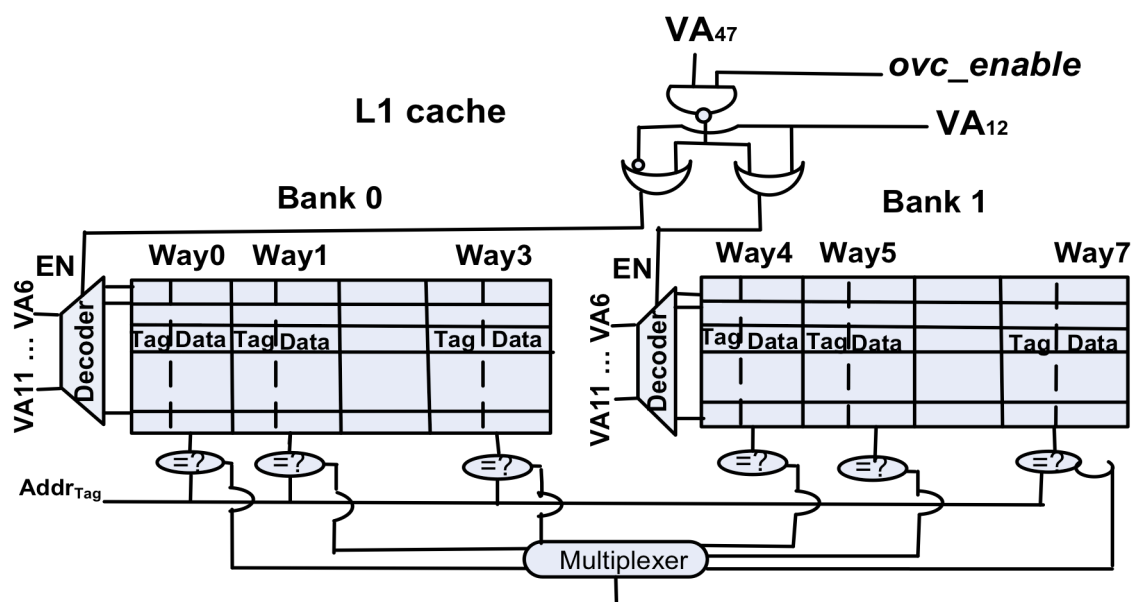 VA47
ovc_enable
L1 cache
VA12
Bank 0
Bank 1
EN
Way0 Way1 Way3
EN
Way4 Way5 Way7
VA11 ... VA6
Decoder
Tag Data Tag Data Tag Data
VA11 ... VA6
Decoder
Tag Data Tag Data Tag Data
=? =? =? =? =? =?
AddrTag
Multiplexer